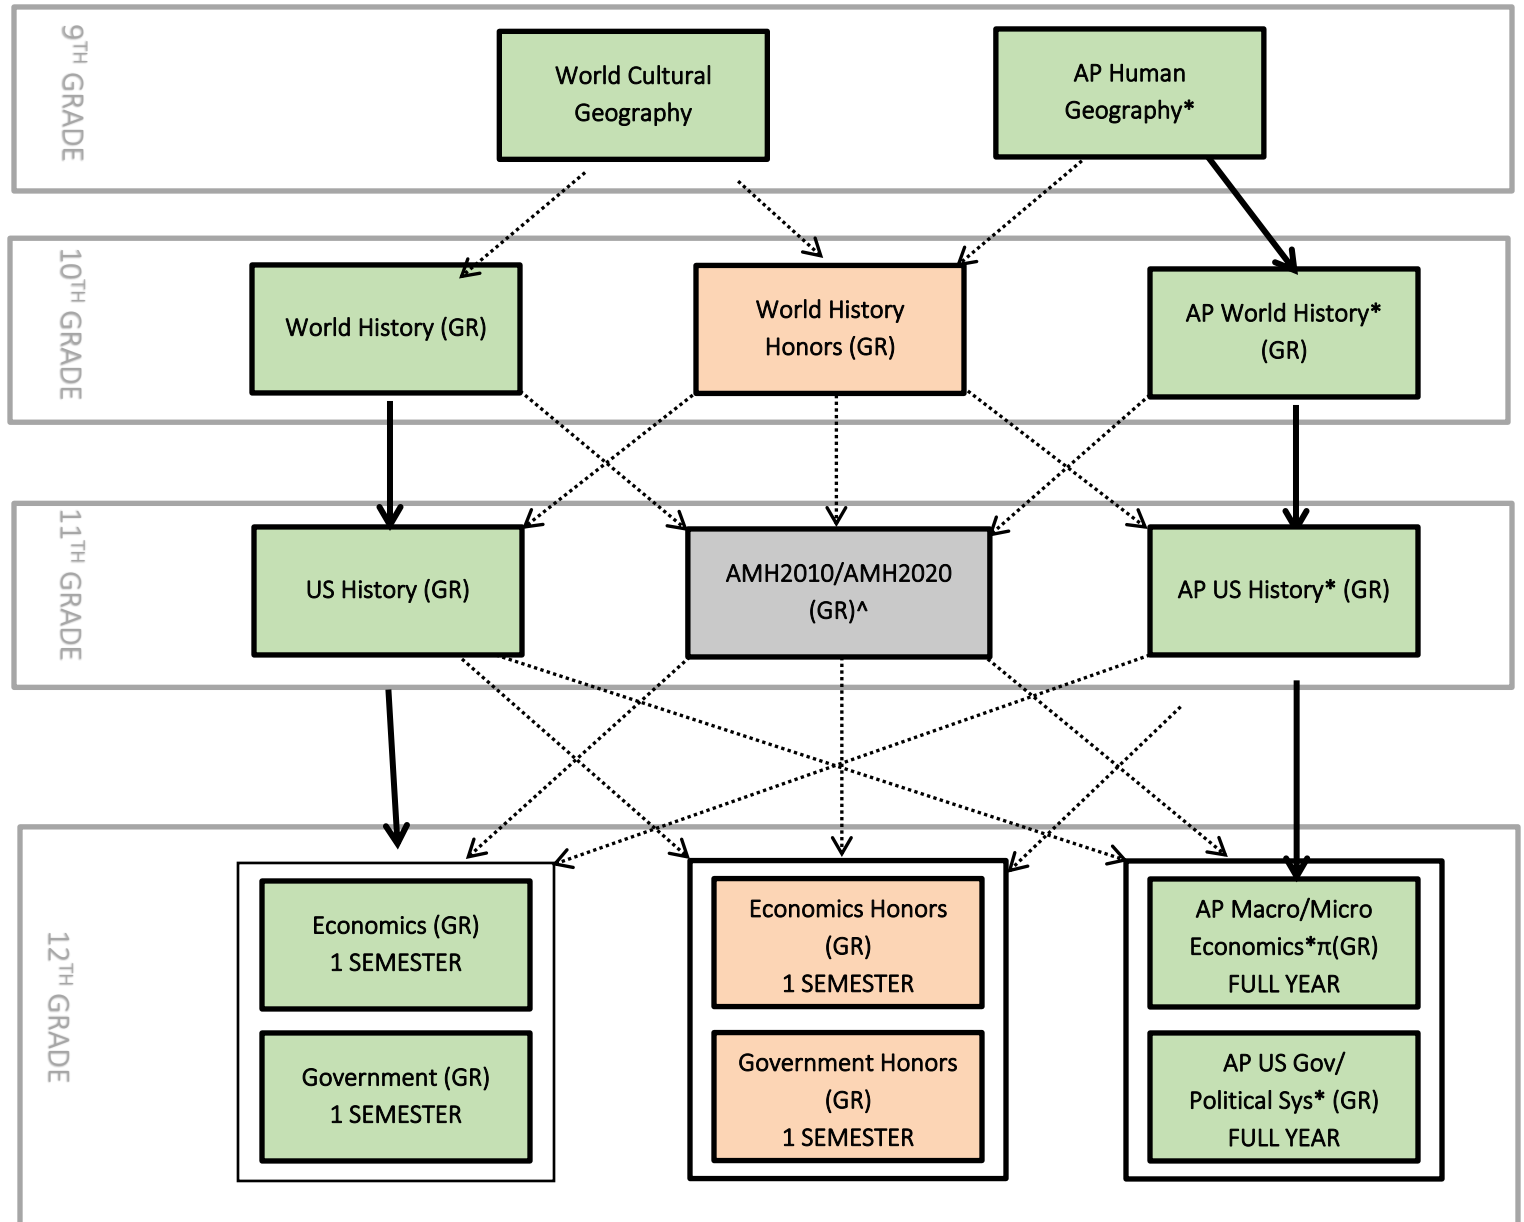 9TH GRADE
World Cultural
Geography
AP Human
Geography*
10TH GRADE
World History (GR)
World History
Honors (GR)
AP World History*
(GR)
11TH GRADE
US History (GR)
AMH2010/AMH2020
(GR)^
AP US History* (GR)
12TH GRADE
Economics (GR)
1 SEMESTER
Government (GR)
1 SEMESTER
Economics Honors
(GR)
1 SEMESTER
Government Honors
(GR)
1 SEMESTER
AP Macro/Micro
Economics*π(GR)
FULL YEAR
AP US Gov/
Political Sys* (GR)
FULL YEAR